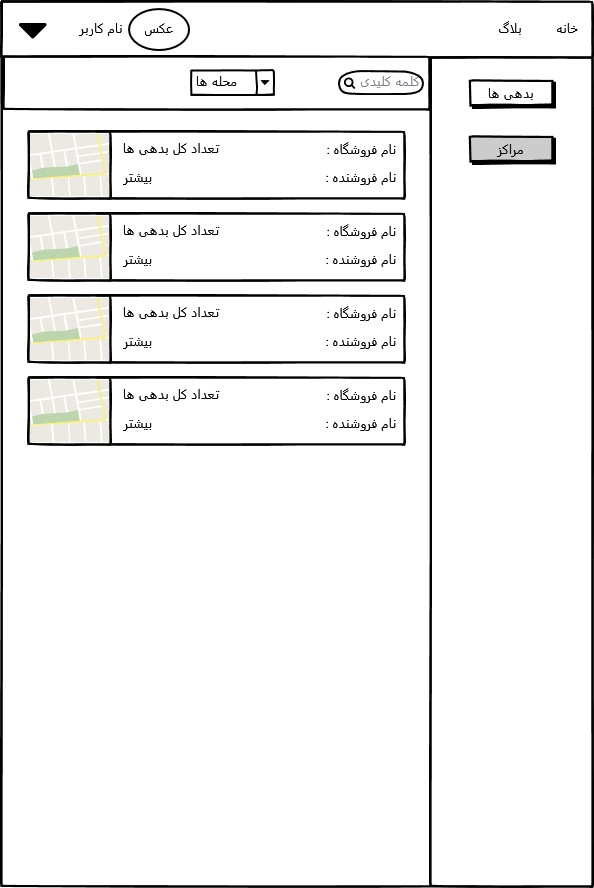 خانه
بلاگ
عکس
نام کاربر
کلمه کلیدی
محله ها
بدهی ها
مراکز
نام فروشگاه :
تعداد کل بدهی ها
نام فروشنده :
بیشتر
نام فروشگاه :
تعداد کل بدهی ها
نام فروشنده :
بیشتر
نام فروشگاه :
تعداد کل بدهی ها
نام فروشنده :
بیشتر
نام فروشگاه :
تعداد کل بدهی ها
نام فروشنده :
بیشتر